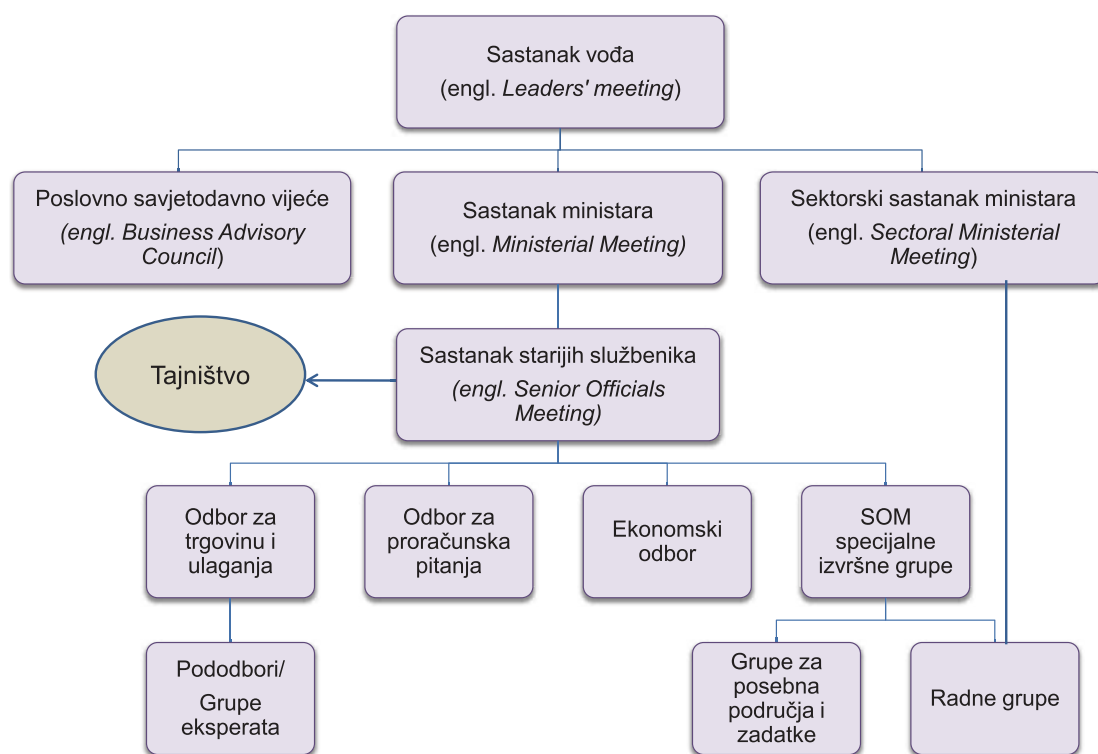 Sastanak vođa
(engl. Leaders' meeting)
Poslovno savjetodavno vijeće
(engl. Business Advisory
Council)
Sastanak ministara
(engl. Ministerial Meeting)
Sektorski sastanak ministara
(engl. Sectoral Ministerial
Meeting)
Tajništvo
Sastanak starijih službenika
(engl. Senior Officials
Meeting)
Odbor za
trgovinu i
ulaganja
Odbor za
proračunska
pitanja
Ekonomski
odbor
SOM
specijalne
izvršne grupe
Pododbori/
Grupe
eksperata
Grupe za
posebna
područja i
zadatke
Radne grupe